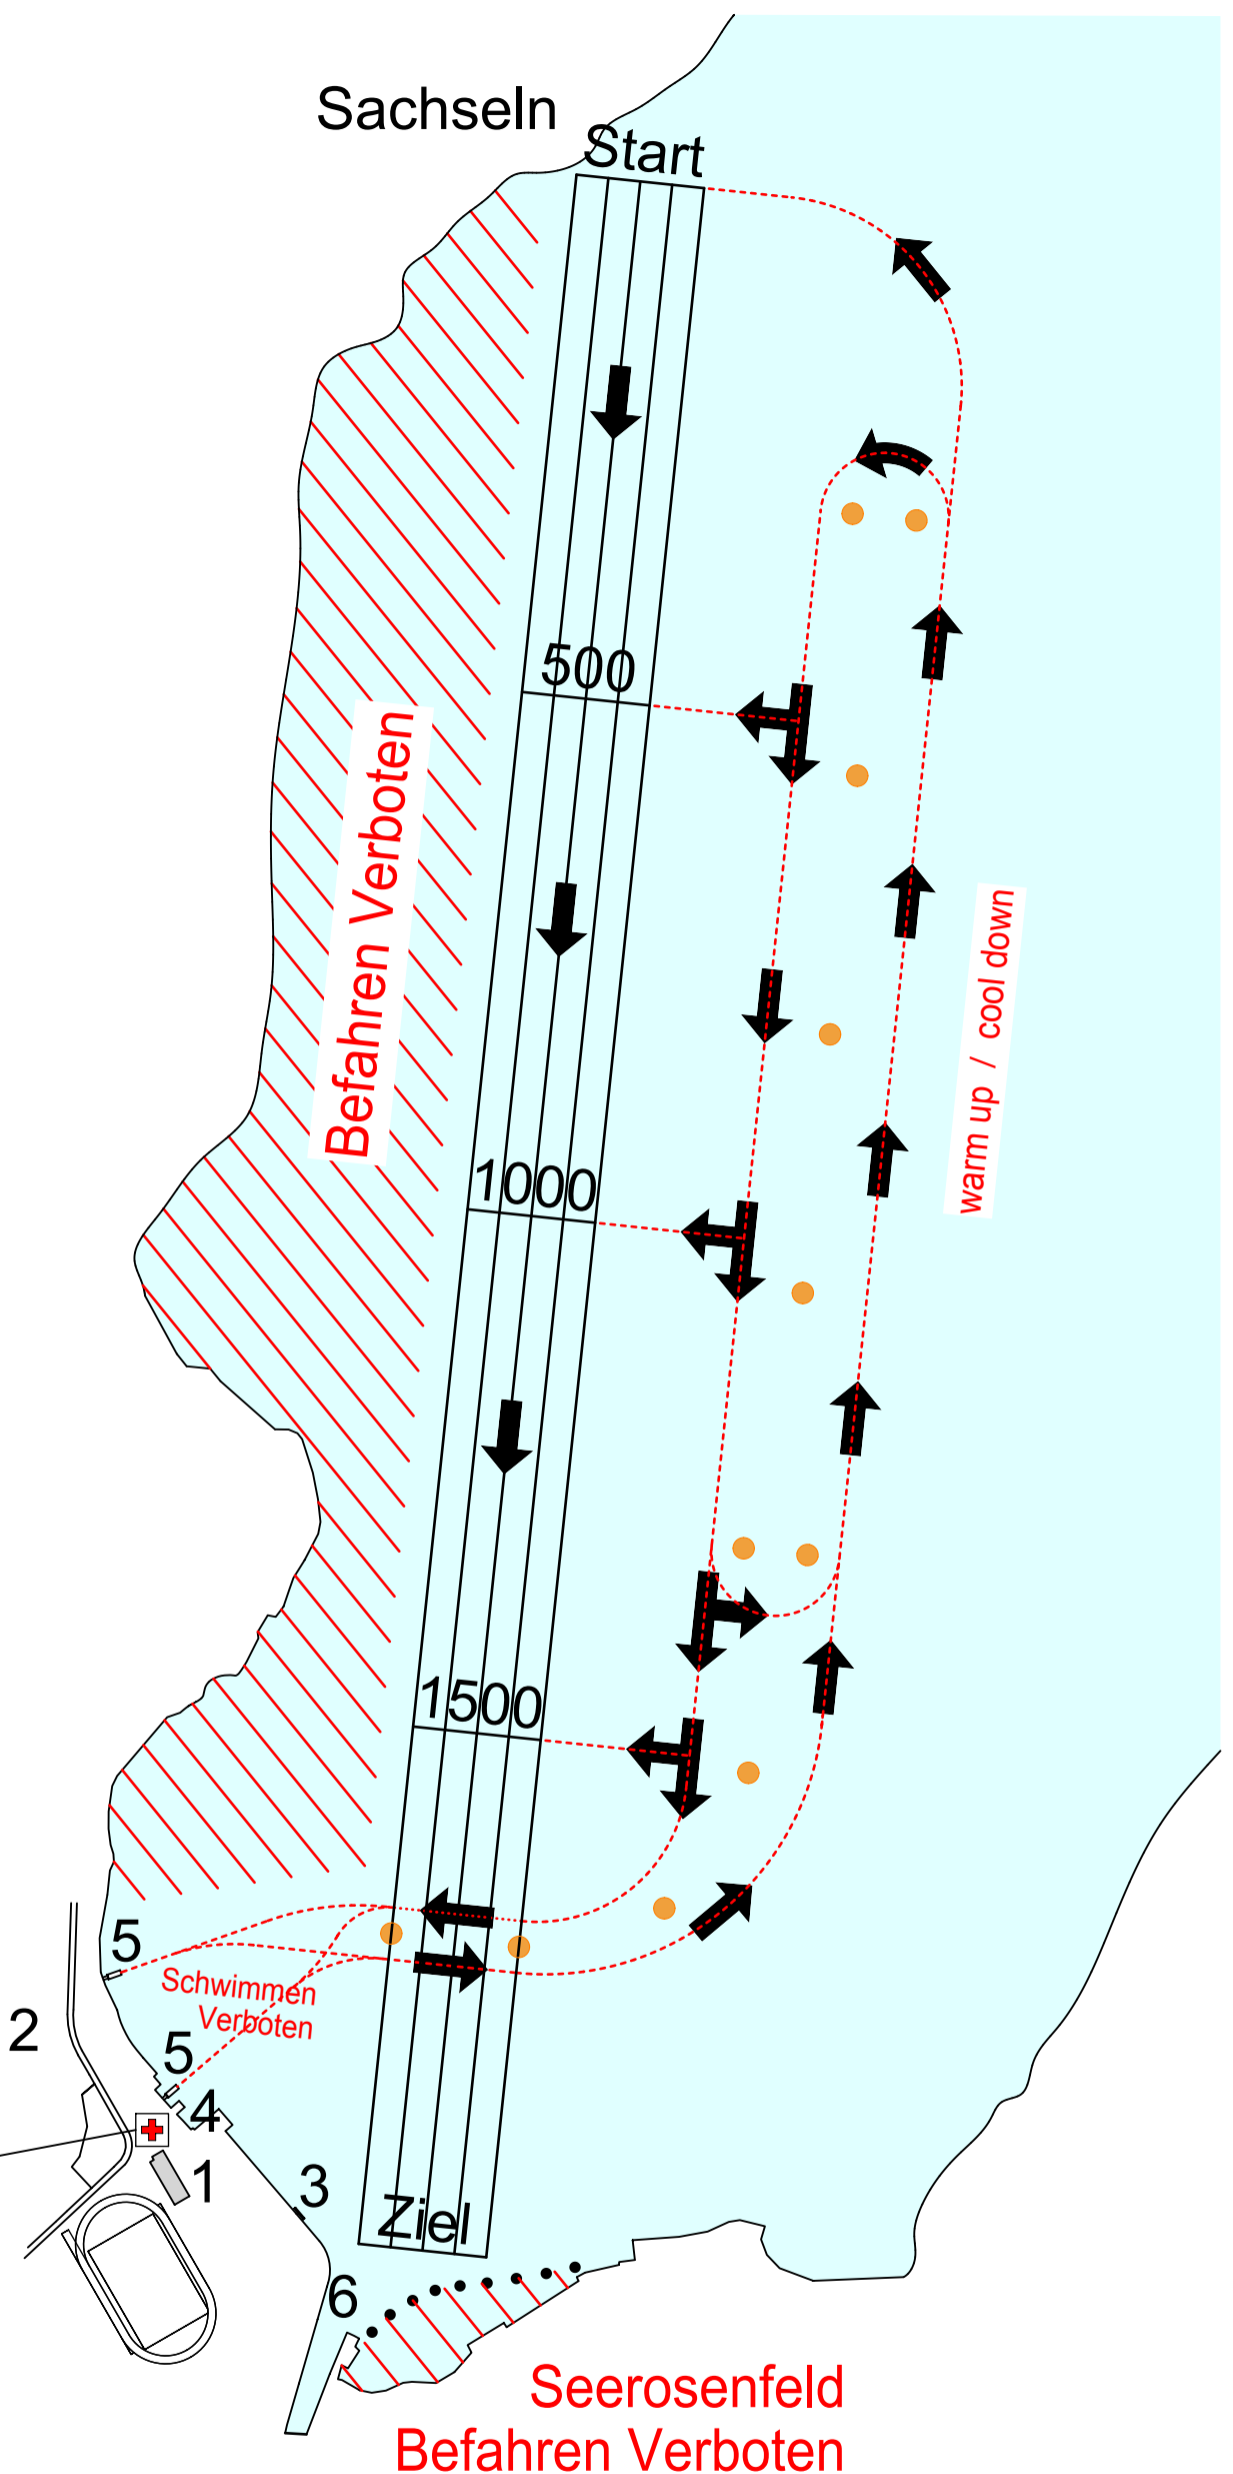 Sachseln
Start
500
Befahren Verboten
warm up / cool down
1000
1500
5
Schwimmen
Verboten
2
5
4
1
3
Ziel
6
Seerosenfeld
Befahren Verboten